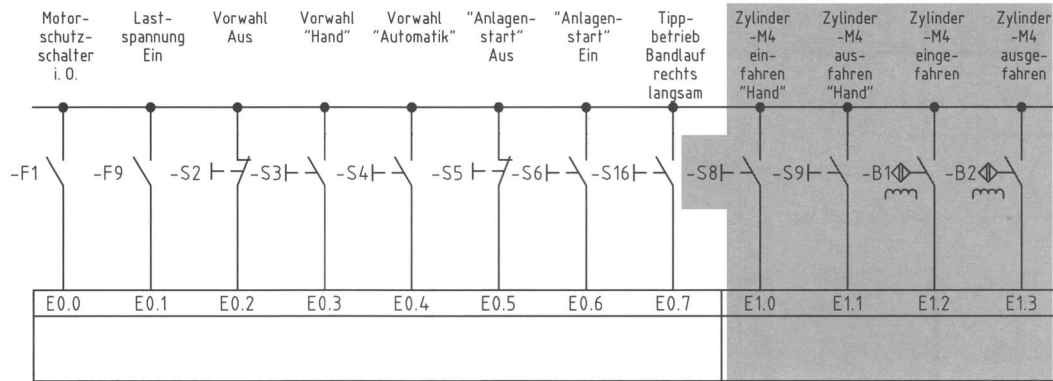 Motor-
schutz-
schalter
i. O.
Last-
spannung
Ein
Vorwahl
Aus
Vorwahl
"Hand"
Vorwahl
"Automatik"
"Anlagen-
start"
Aus
"Anlagen-
start"
Ein
Tipp-
betrieb
Bandlauf
rechts
langsam
Zylinder
-M4
ein-
fahren
"Hand"
Zylinder
-M4
aus-
fahren
"Hand"
Zylinder
-M4
einge-
fahren
Zylinder
-M4
ausge-
fahren
-F1 -F9 -S2 -S3 -S4 -S5 -S6 -S16 -S8 -S9 -B1 -B2
E0.0 E0.1 E0.2 E0.3 E0.4 E0.5 E0.6 E0.7 E1.0 E1.1 E1.2 E1.3